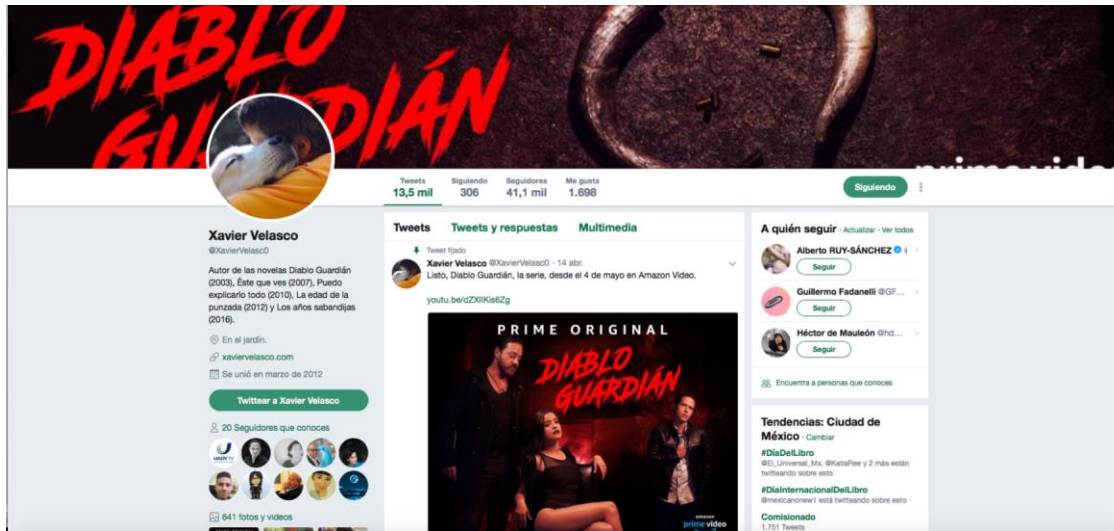 DIABLO
GUARDIÁN
prime video
Tweets
13,5 mil
Siguiendo
306
Seguidores
41,1 mil
Me gusta
1.698
Siguiendo
Xavier Velasco
@XavierVelasc0
Autor de las novelas Diablo Guardián
(2003), Éste que ves (2007), Puedo
explicarlo todo (2010), La edad de la
punzada (2012) y Los años sabandijas
(2016).
En el jardín.
xaviervelasco.com
Se unió en marzo de 2012
Twittear a Xavier Velasco
20 Seguidores que conoces
UADY TV
641 fotos y videos
Tweets Tweets y respuestas Multimedia
Tweet fijado
Xavier Velasco @XavierVelasc0 · 14 abr.
Listo, Diablo Guardián, la serie, desde el 4 de mayo en Amazon Video.
PRIME ORIGINAL
DIABLO
GUARDIÁN
amazon
prime video
A quién seguir · Actualizar · Ver todos
Alberto RUY-SÁNCHEZ
Seguir
Guillermo Fadanelli @GF...
Seguir
Héctor de Mauleón @hd...
Seguir
Encuentra a personas que conoces
Tendencias: Ciudad de
México · Cambiar
#DíaDelLibro
@El_Universal_Mx, @KatiaRee y 2 más están
twitteando sobre esto
#DíaInternacionalDelLibro
@mexicanonew1 está twitteando sobre esto
Comisionado
1.751 Tweets